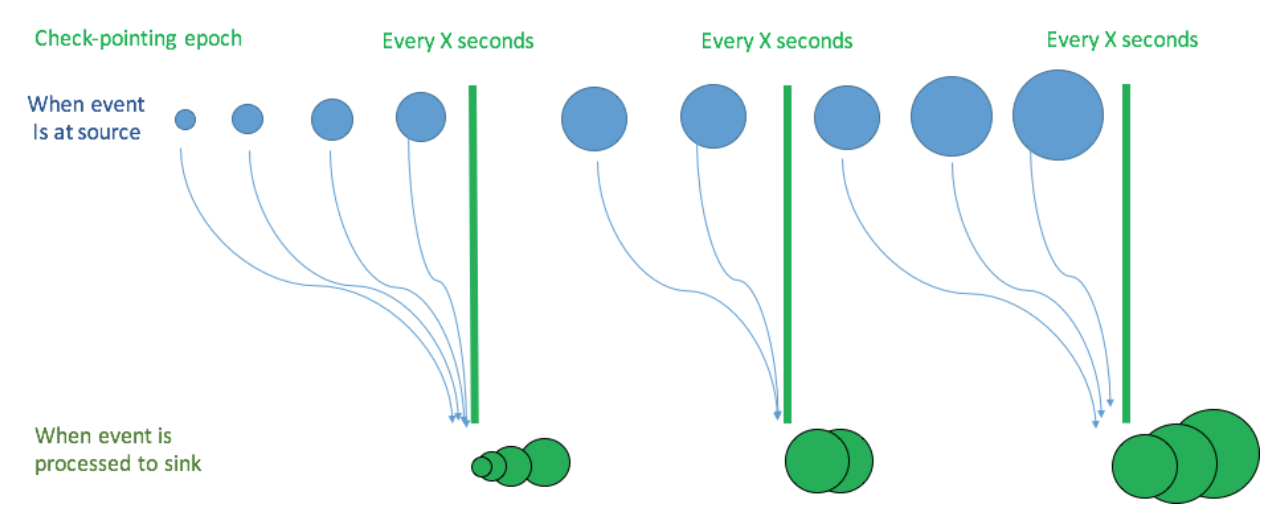 Check-pointing epoch
Every X seconds
Every X seconds
Every X seconds
When event
Is at source
When event is
processed to sink